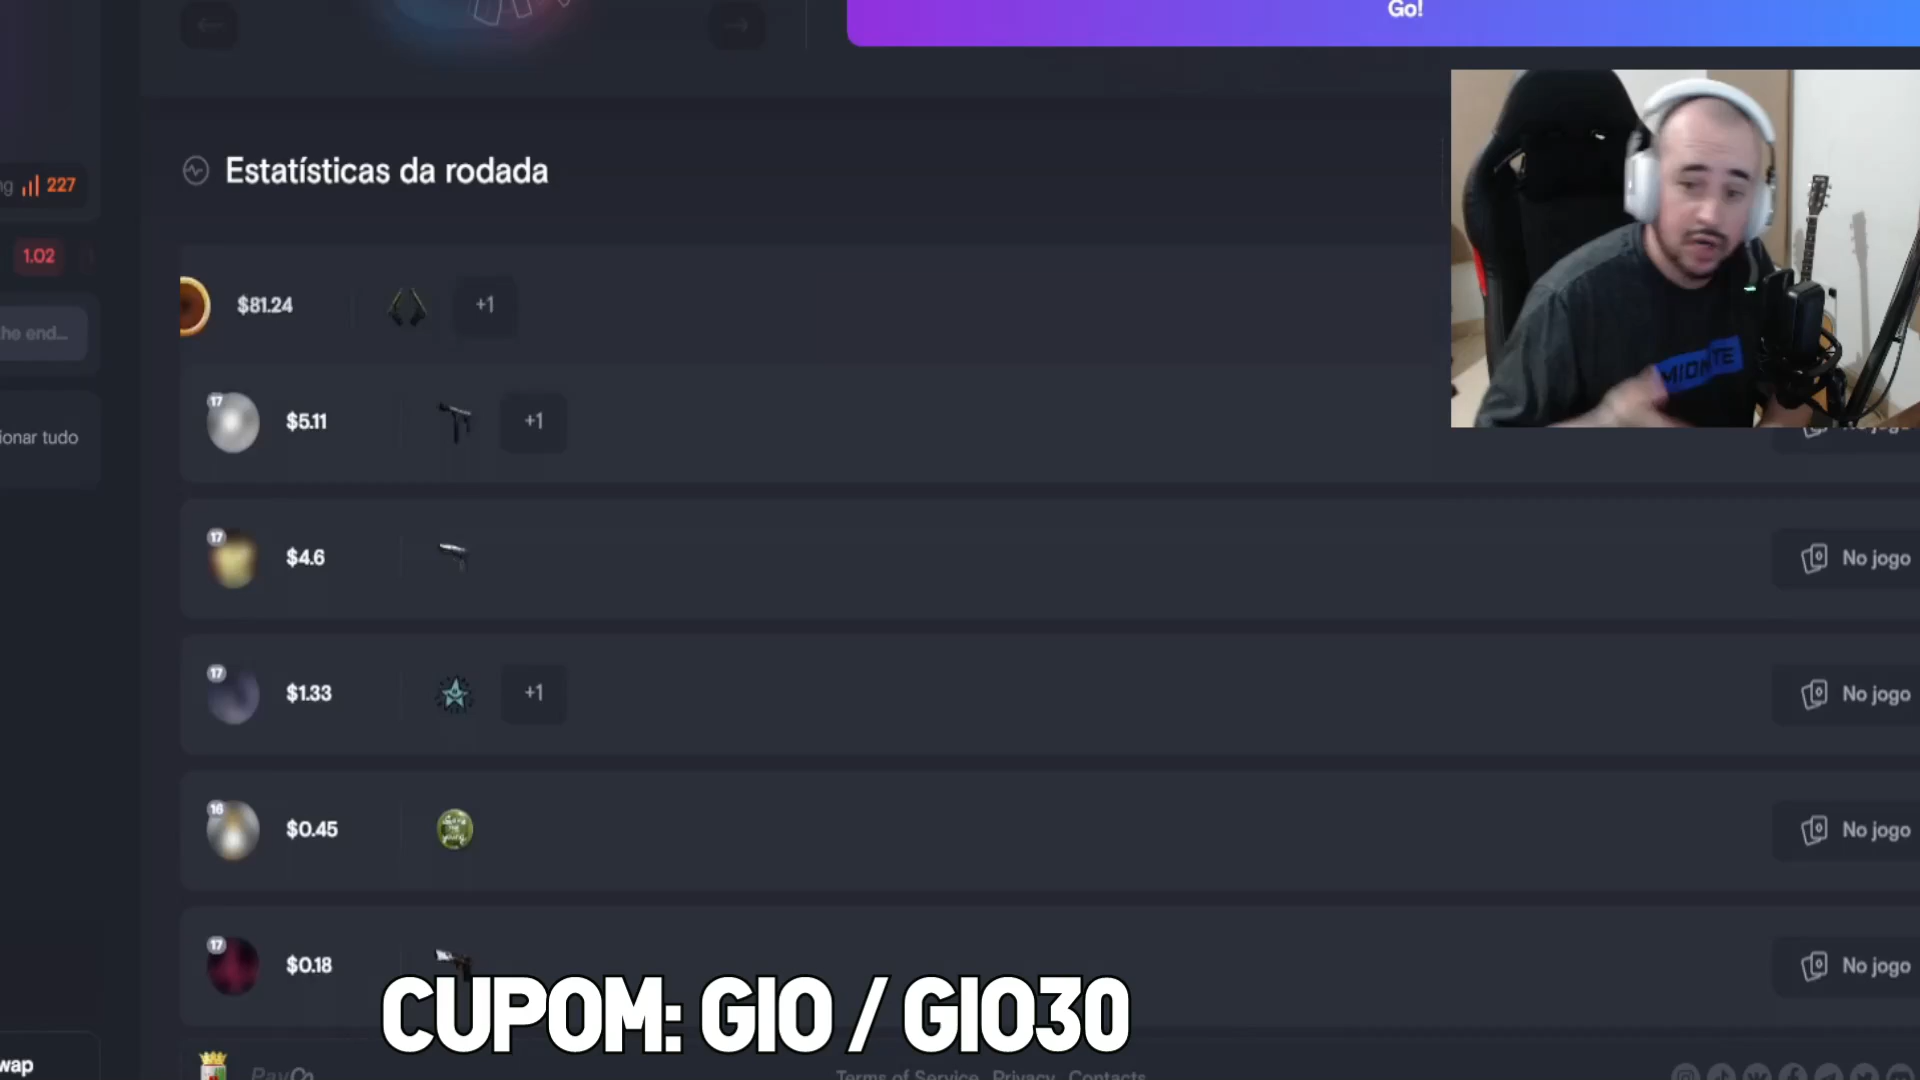 Go!
Estatísticas da rodada
227
1.02
$81.24
+1
he end...
17
$5.11
+1
ionar tudo
17
$4.6
No jogo
17
$1.33
+1
No jogo
16
$0.45
No jogo
17
$0.18
No jogo
CUPOM: GIO / GIO30
wap
Terms of Service Privacy Contacts